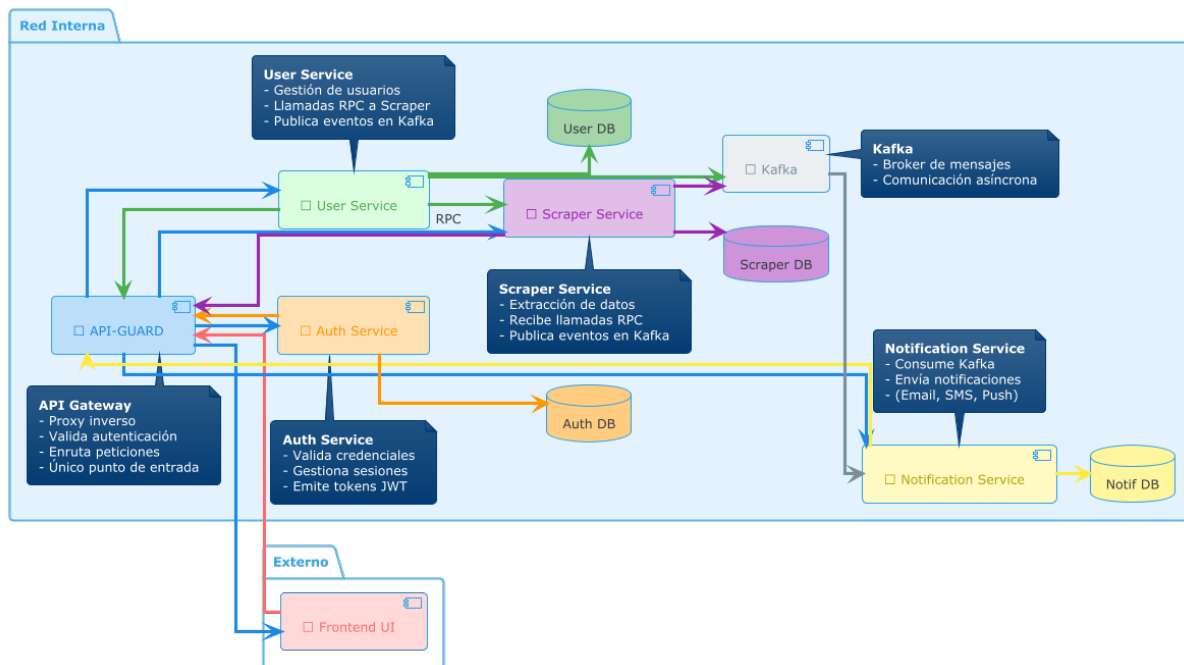 Red Interna
User Service
- Gestión de usuarios
- Llamadas RPC a Scraper
- Publica eventos en Kafka
User DB
Kafka
Kafka
- Broker de mensajes
- Comunicación asíncrona
User Service
RPC
Scraper Service
Scraper DB
Scraper Service
- Extracción de datos
- Recibe llamadas RPC
- Publica eventos en Kafka
API-GUARD
Auth Service
Notification Service
- Consume Kafka
- Envía notificaciones
- (Email, SMS, Push)
API Gateway
- Proxy inverso
- Valida autenticación
- Enruta peticiones
- Único punto de entrada
Auth DB
Auth Service
- Valida credenciales
- Gestiona sesiones
- Emite tokens JWT
Notification Service
Notif DB
Externo
Frontend UI